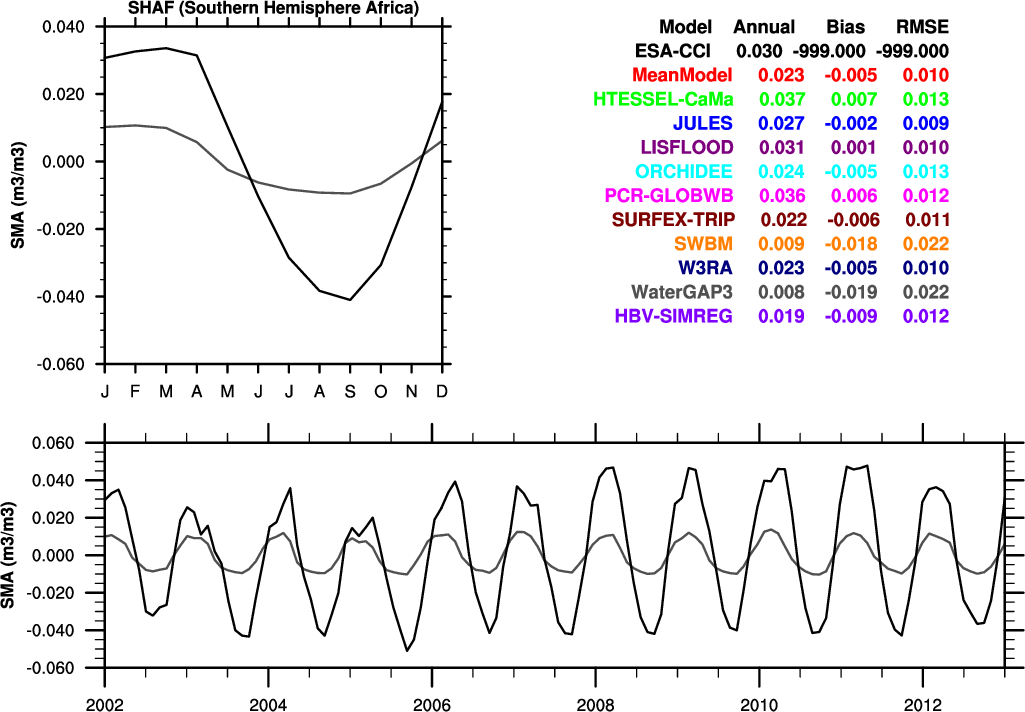 SHAF (Southern Hemisphere Africa)
0.040
0.020
0.000
-0.020
-0.040
-0.060
SMA (m3/m3)
J F M A M J J A S O N D
Model Annual Bias RMSE
ESA-CCI 0.030 -999.000 -999.000
MeanModel 0.023 -0.005 0.010
HTESSEL-CaMa 0.037 0.007 0.013
JULES 0.027 -0.002 0.009
LISFLOOD 0.031 0.001 0.010
ORCHIDEE 0.024 -0.005 0.013
PCR-GLOBWB 0.036 0.006 0.012
SURFEX-TRIP 0.022 -0.006 0.011
SWBM 0.009 -0.018 0.022
W3RA 0.023 -0.005 0.010
WaterGAP3 0.008 -0.019 0.022
HBV-SIMREG 0.019 -0.009 0.012
0.060
0.040
0.020
0.000
-0.020
-0.040
-0.060
SMA (m3/m3)
2002 2004 2006 2008 2010 2012